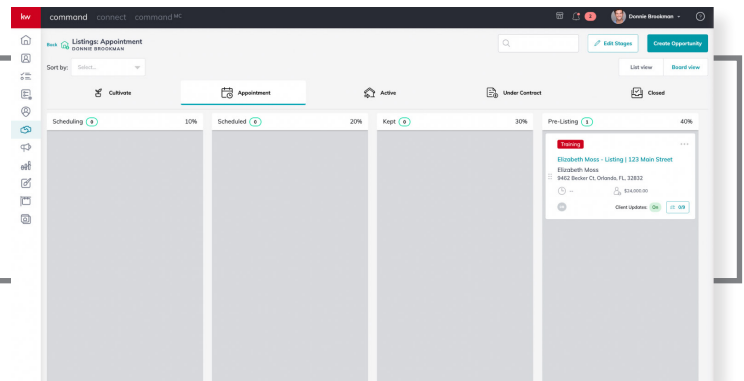 kw command connect command MC 2 Donnie Brookman
Back Listings: Appointment
DONNIE BROOKMAN
Edit Stages Create Opportunity
Sort by: Select... List view Board view
Cultivate Appointment Active Under Contract Closed
Scheduling 0 10% Scheduled 0 20% Kept 0 30% Pre-Listing 1 40%
Training
Elizabeth Moss - Listing | 123 Main Street
Elizabeth Moss
9462 Becker Ct, Orlando, FL, 32832
-- $24,000.00
Client Updates: On 0/9